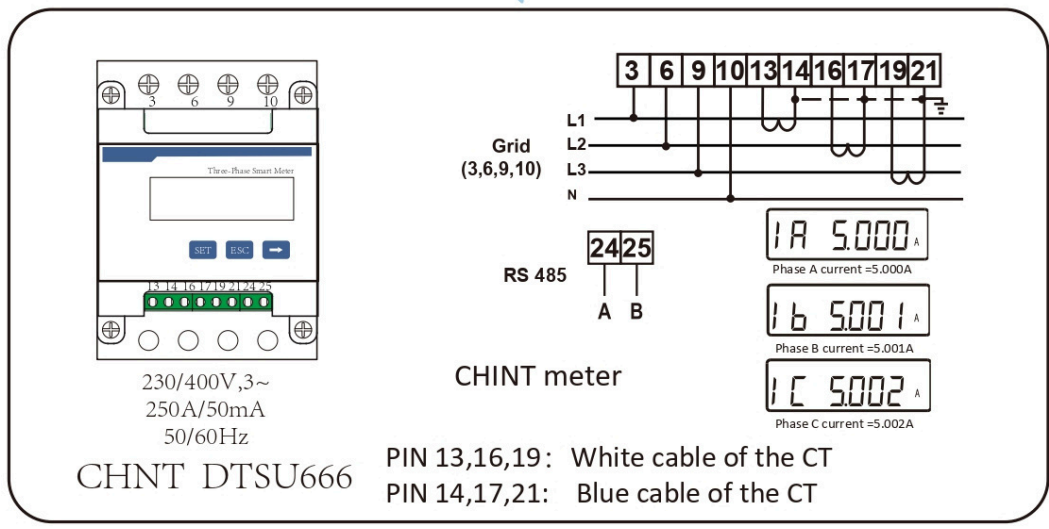 3 6 9 10
Three-Phase Smart Meter
SET ESC
13 14 16 17 19 21 24 25
230/400V,3~
250A/50mA
50/60Hz
CHNT DTSU666
3 6 9 10 13 14 16 17 19 21
L1
L2
Grid
(3,6,9,10)
L3
N
24 25
RS 485
A B
CHINT meter
IA 5.000 A
Phase A current =5.000A
Ib 5.001 A
Phase B current =5.001A
IC 5.002 A
Phase C current =5.002A
PIN 13,16,19: White cable of the CT
PIN 14,17,21: Blue cable of the CT